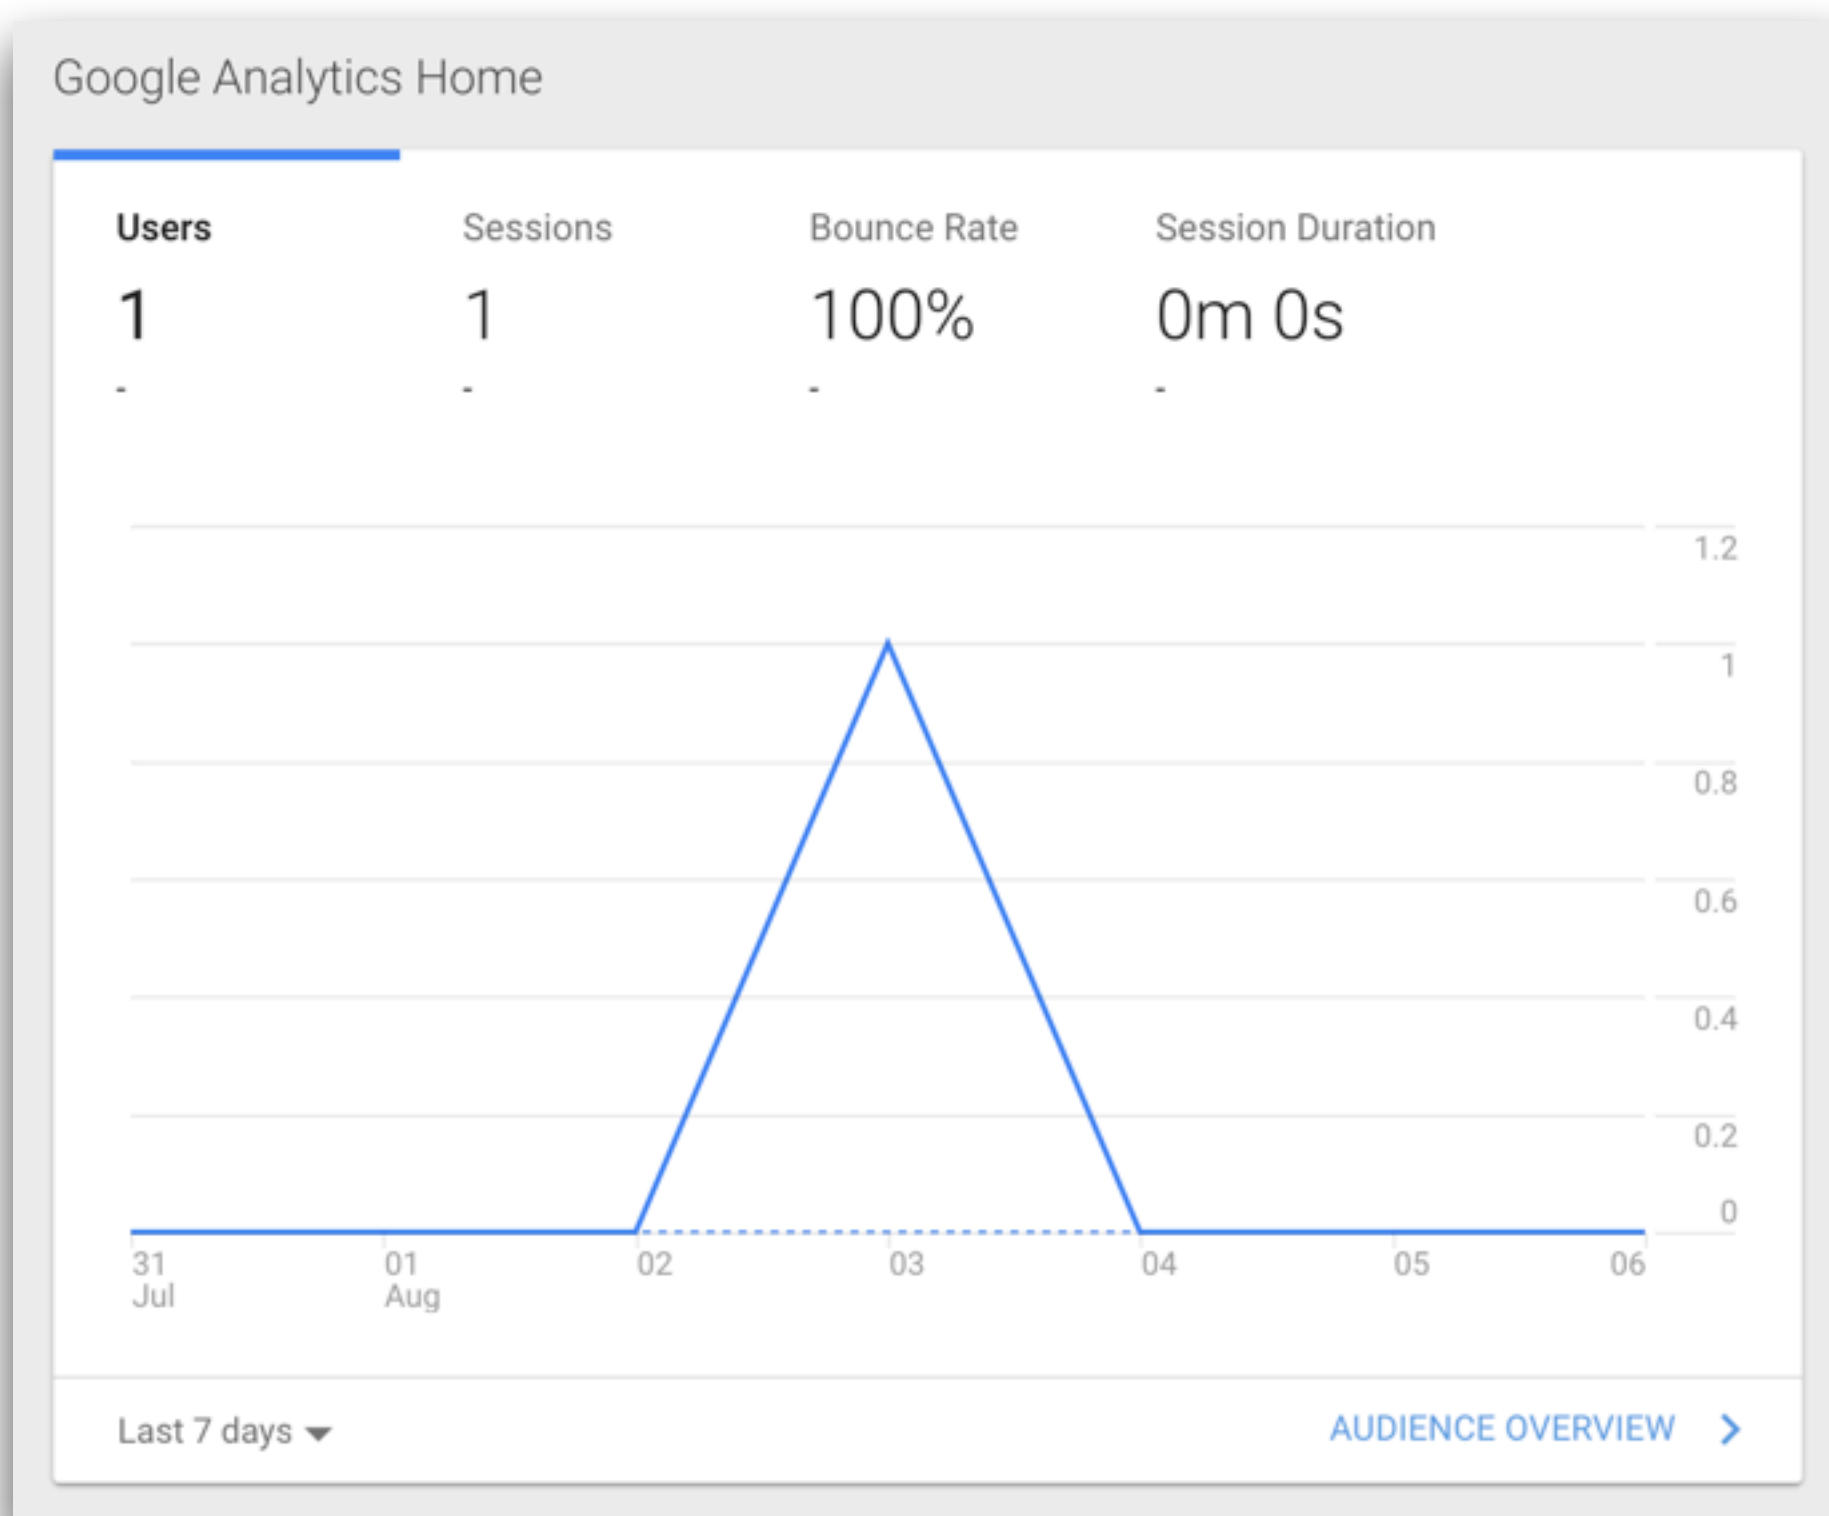 Google Analytics Home
Users Sessions Bounce Rate Session Duration
1 1 100% 0m 0s
- - - -
1.2
1
0.8
0.6
0.4
0.2
0
31 01 02 03 04 05 06
Jul Aug
Last 7 days AUDIENCE OVERVIEW